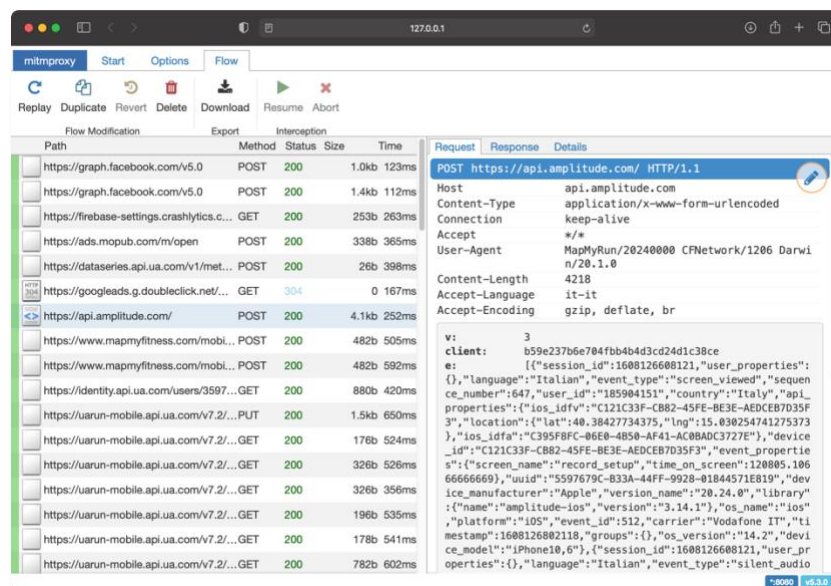 127.0.0.1
mitmproxy Start Options Flow
Replay Duplicate Revert Delete Download Resume Abort
Flow Modification Export Interception
Path Method Status Size Time
https://graph.facebook.com/v5.0 POST 200 1.0kb 123ms
https://graph.facebook.com/v5.0 POST 200 1.4kb 112ms
https://firebase-settings.crashlytics.c... GET 200 253b 263ms
https://ads.mopub.com/m/open POST 200 338b 365ms
https://dataseries.api.ua.com/v1/met... POST 200 26b 398ms
HTTP 304 https://googleads.g.doubleclick.net/... GET 304 0 167ms
<> https://api.amplitude.com/ POST 200 4.1kb 252ms
https://www.mapmyfitness.com/mobi... POST 200 482b 505ms
https://www.mapmyfitness.com/mobi... POST 200 482b 592ms
https://identity.api.ua.com/users/3597... GET 200 880b 420ms
https://uarun-mobile.api.ua.com/v7.2/... PUT 200 1.5kb 650ms
https://uarun-mobile.api.ua.com/v7.2/... GET 200 176b 524ms
https://uarun-mobile.api.ua.com/v7.2/... GET 200 326b 526ms
https://uarun-mobile.api.ua.com/v7.2/... GET 200 326b 356ms
https://uarun-mobile.api.ua.com/v7.2/... GET 200 196b 535ms
https://uarun-mobile.api.ua.com/v7.2/... GET 200 178b 541ms
https://uarun-mobile.api.ua.com/v7.2/... GET 200 782b 602ms
Request Response Details
POST https://api.amplitude.com/ HTTP/1.1
Host api.amplitude.com
Content-Type application/x-www-form-urlencoded
Connection keep-alive
Accept */*
User-Agent MapMyRun/20240000 CFNetwork/1206 Darwi
n/20.1.0
Content-Length 4218
Accept-Language it-it
Accept-Encoding gzip, deflate, br
v: 3
client: b59e237b6e704fbb4b4d3cd24d1c38ce
e: [{"session_id":1608126608121,"user_properties":
{},"language":"Italian","event_type":"screen_viewed","sequen
ce_number":647,"user_id":"185904151","country":"Italy","api_
properties":{"ios_idfv":"C121C33F-CB82-45FE-BE3E-AEDCEB7D35F
3","location":{"lat":40.38427734375,"lng":15.030254741275373
},"ios_idfa":"C395F8FC-06E0-4B50-AF41-AC0BADC3727E"},"device
_id":"C121C33F-CB82-45FE-BE3E-AEDCEB7D35F3","event_propertie
s":{"screen_name":"record_setup","time_on_screen":120805.106
66666669},"uuid":"5597679C-B33A-44FF-9928-01844571E819","dev
ice_manufacturer":"Apple","version_name":"20.24.0","library"
:{"name":"amplitude-ios","version":"3.14.1"},"os_name":"ios"
,"platform":"iOS","event_id":512,"carrier":"Vodafone IT","ti
mestamp":1608126802118,"groups":{},"os_version":"14.2","devi
ce_model":"iPhone10,6"},{"session_id":1608126608121,"user_pr
operties":{},"language":"Italian","event_type":"silent_audio
*:8080 v5.3.0